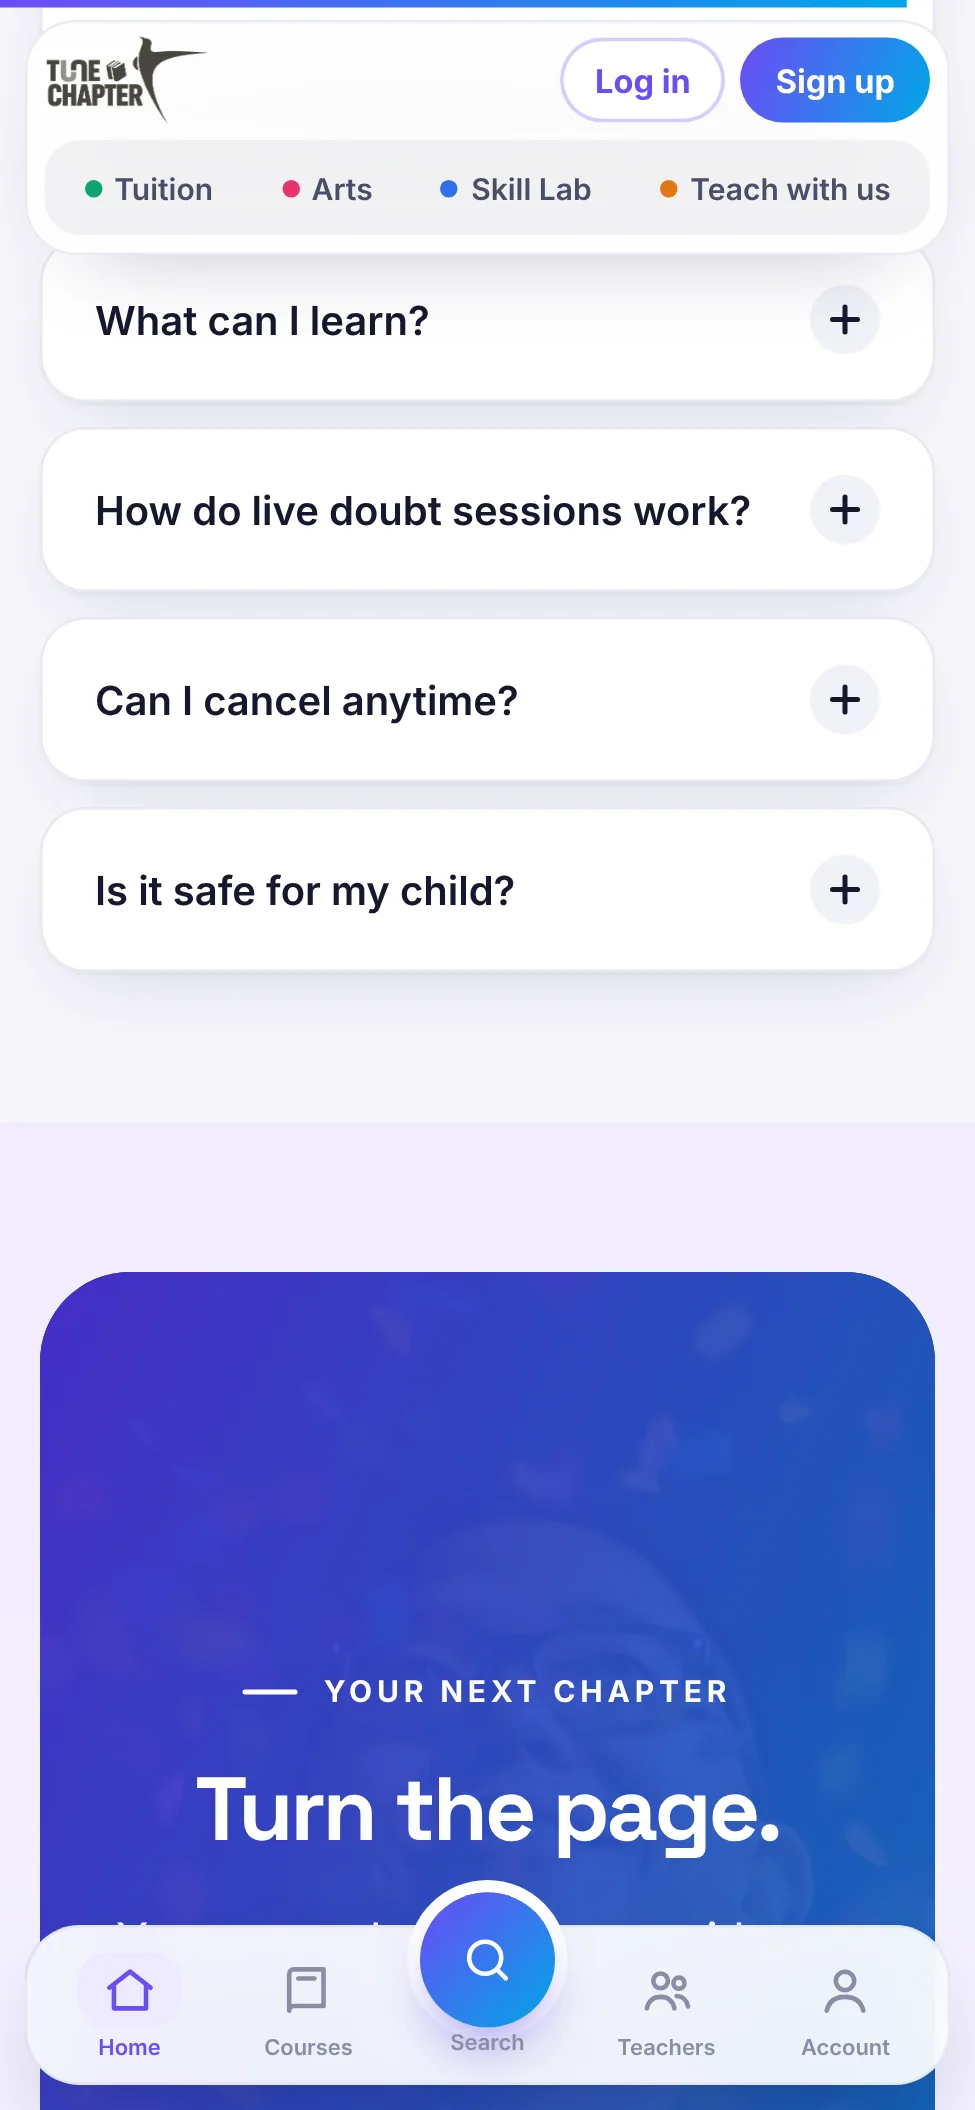 TUNE
CHAPTER
Log in
Sign up
Tuition
Arts
Skill Lab
Teach with us
What can I learn?
How do live doubt sessions work?
Can I cancel anytime?
Is it safe for my child?
YOUR NEXT CHAPTER
Turn the page.
Home
Courses
Search
Teachers
Account